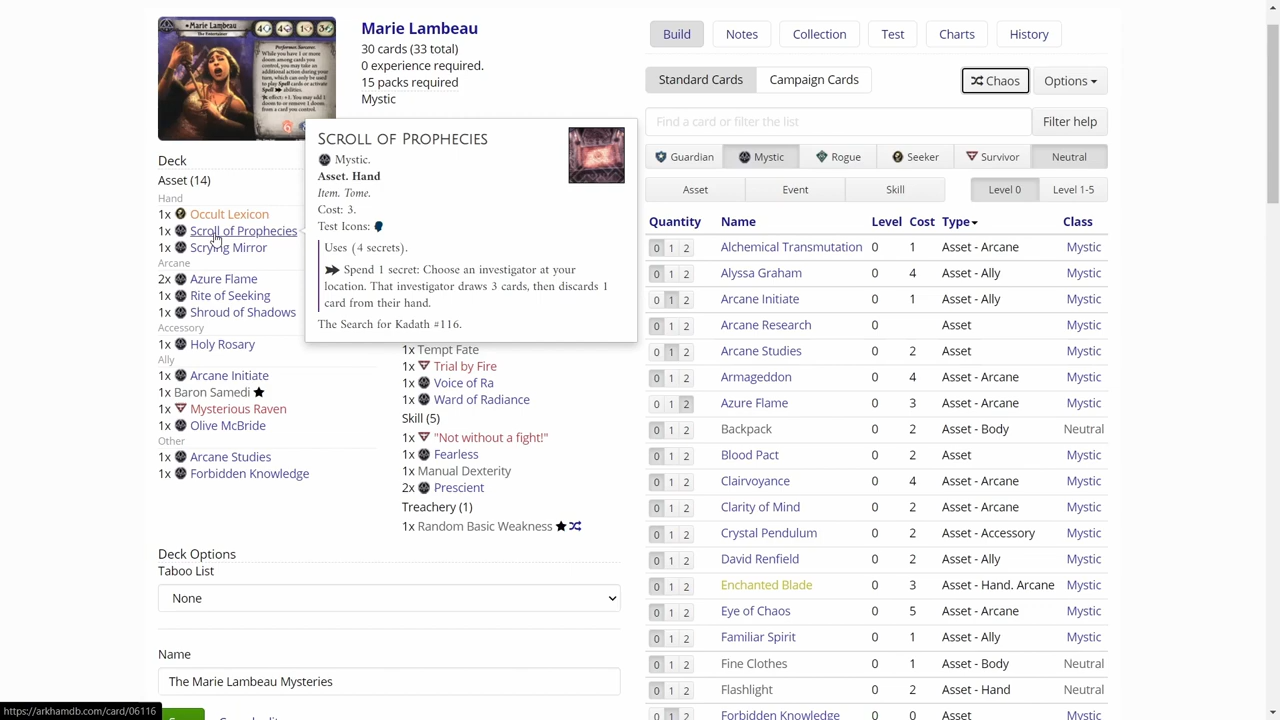 Marie Lambeau
Marie Lambeau
30 cards (33 total)
0 experience required.
15 packs required
Mystic
Deck
Asset (14)
Hand
1x Occult Lexicon
1x Scroll of Prophecies
1x Scrying Mirror
Arcane
2x Azure Flame
1x Rite of Seeking
1x Shroud of Shadows
Accessory
1x Holy Rosary
Ally
1x Arcane Initiate
1x Baron Samedi
1x Mysterious Raven
1x Olive McBride
Other
1x Arcane Studies
1x Forbidden Knowledge
Scroll of Prophecies
Mystic.
Asset. Hand
Item. Tome.
Cost: 3.
Test Icons:
Uses (4 secrets).
Spend 1 secret: Choose an investigator at your
location. That investigator draws 3 cards, then discards 1
card from their hand.
The Search for Kadath #116.
1x Tempt Fate
1x Trial by Fire
1x Voice of Ra
1x Ward of Radiance
Skill (5)
1x "Not without a fight!"
1x Fearless
1x Manual Dexterity
2x Prescient
Treachery (1)
1x Random Basic Weakness
Deck Options
Taboo List
None
Name
The Marie Lambeau Mysteries
https://arkhamdb.com/card/06116
Build Collection Test Charts History
Campaign Cards Options
Find a card or filter the list Filter help
Guardian Mystic Rogue Seeker Survivor Neutral
Asset Event Skill Level 0 Level 1-5
Quantity Name Level Cost Type Class
0 1 2 Alchemical Transmutation 0 1 Asset - Arcane Mystic
0 1 2 Alyssa Graham 0 4 Asset - Ally Mystic
0 1 2 Arcane Initiate 0 1 Asset - Ally Mystic
0 1 2 Arcane Research 0 0 Asset Mystic
0 1 2 Arcane Studies 0 2 Asset Mystic
0 1 2 Armageddon 0 4 Asset - Arcane Mystic
0 1 2 Azure Flame 0 3 Asset - Arcane Mystic
0 1 2 Backpack 0 2 Asset - Body Neutral
0 1 2 Blood Pact 0 2 Asset Mystic
0 1 2 Clairvoyance 0 4 Asset - Arcane Mystic
0 1 2 Clarity of Mind 0 2 Asset - Arcane Mystic
0 1 2 Crystal Pendulum 0 2 Asset - Accessory Mystic
0 1 2 David Renfield 0 2 Asset - Ally Mystic
0 1 2 Enchanted Blade 0 3 Asset - Hand. Arcane Mystic
0 1 2 Eye of Chaos 0 5 Asset - Arcane Mystic
0 1 2 Familiar Spirit 0 1 Asset - Ally Mystic
0 1 2 Fine Clothes 0 1 Asset - Body Neutral
0 1 2 Flashlight 0 2 Asset - Hand Neutral
0 1 2 Forbidden Knowledge 0 0 Asset Mystic